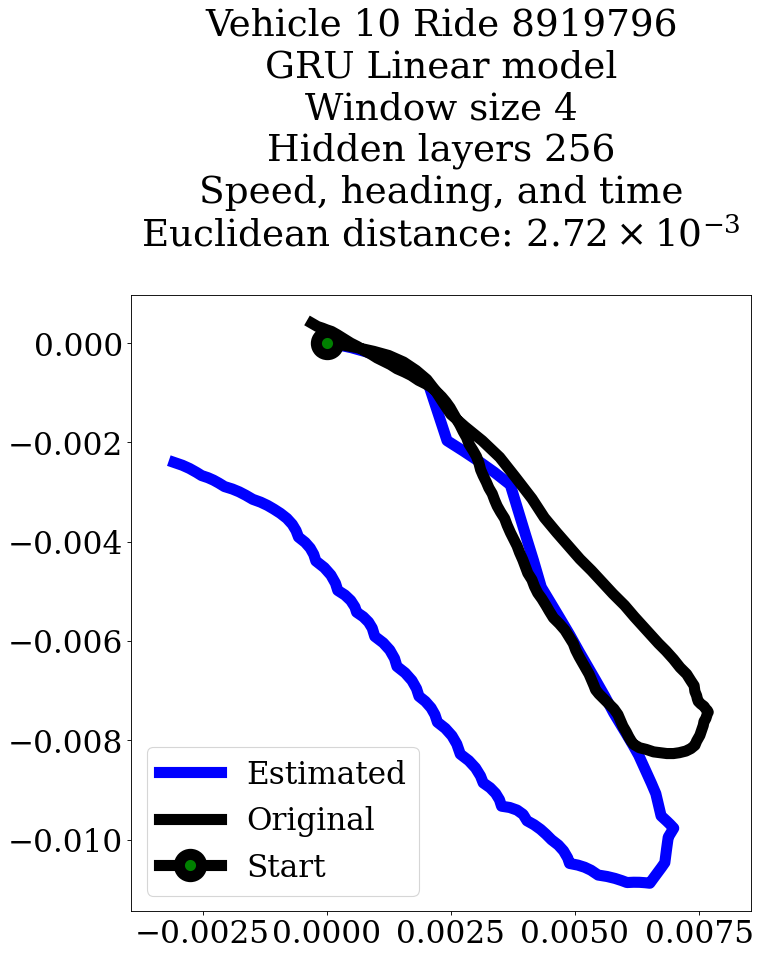 Vehicle 10 Ride 8919796
GRU Linear model
Window size 4
Hidden layers 256
Speed, heading, and time
Euclidean distance: 2.72 × 10⁻³
0.000
−0.002
−0.004
−0.006
−0.008
−0.010
Estimated
Original
Start
−0.0025 0.0000 0.0025 0.0050 0.0075